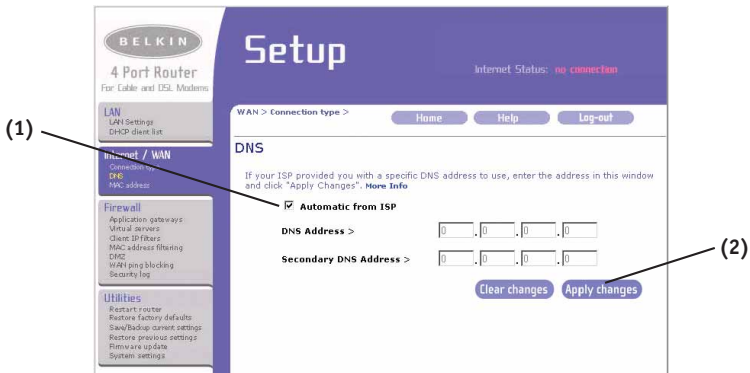 BELKIN
4 Port Router
For Cable and DSL Modems
Setup
Internet Status: no connection
LAN
LAN Settings
DHCP client list
Internet / WAN
Connection type
DNS
MAC address
Firewall
Application gateways
Virtual servers
Client IP filters
MAC address filtering
DMZ
WAN ping blocking
Security log
Utilities
Restart router
Restore factory defaults
Save/Backup current settings
Restore previous settings
Firmware update
System settings
WAN > Connection type >
Home
Help
Log-out
DNS
If your ISP provided you with a specific DNS address to use, enter the address in this window
and click "Apply Changes". More Info
(1)
Automatic from ISP
DNS Address >
0 . 0 . 0 . 0
Secondary DNS Address >
0 . 0 . 0 . 0
Clear changes
Apply changes
(2)